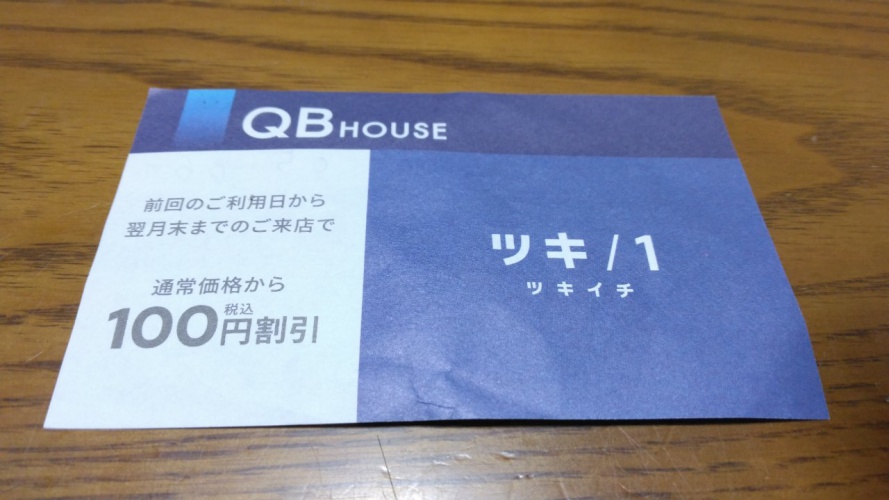 QB HOUSE
前回のご利用日から
翌月末までのご来店で
通常価格から
税込
100円割引
ツキ/1
ツキイチ